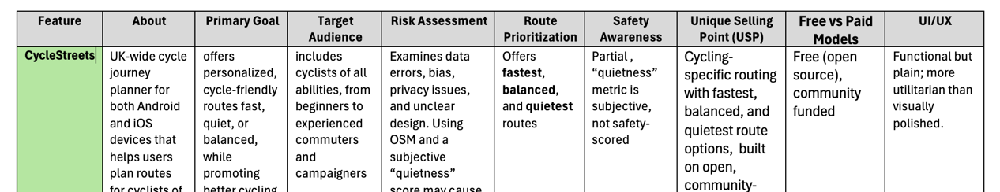 Feature
About
Primary Goal
Target
Audience
Risk Assessment
Route
Prioritization
Safety
Awareness
Unique Selling
Point (USP)
Free vs Paid
Models
UI/UX
CycleStreets
UK-wide cycle
journey
planner for
both Android
and iOS
devices that
helps users
plan routes
for cyclists of
offers
personalized,
cycle-friendly
routes fast,
quiet, or
balanced,
while
promoting
better cycling
includes
cyclists of all
abilities, from
beginners to
experienced
commuters
and
campaigners
Examines data
errors, bias,
privacy issues,
and unclear
design. Using
OSM and a
subjective
“quietness”
score may cause
Offers
fastest,
balanced,
and quietest
routes
Partial ,
“quietness”
metric is
subjective,
not safety-
scored
Cycling-
specific routing
with fastest,
balanced, and
quietest route
options,  built
on open,
community-
Free (open
source),
community
funded
Functional but
plain; more
utilitarian than
visually
polished.